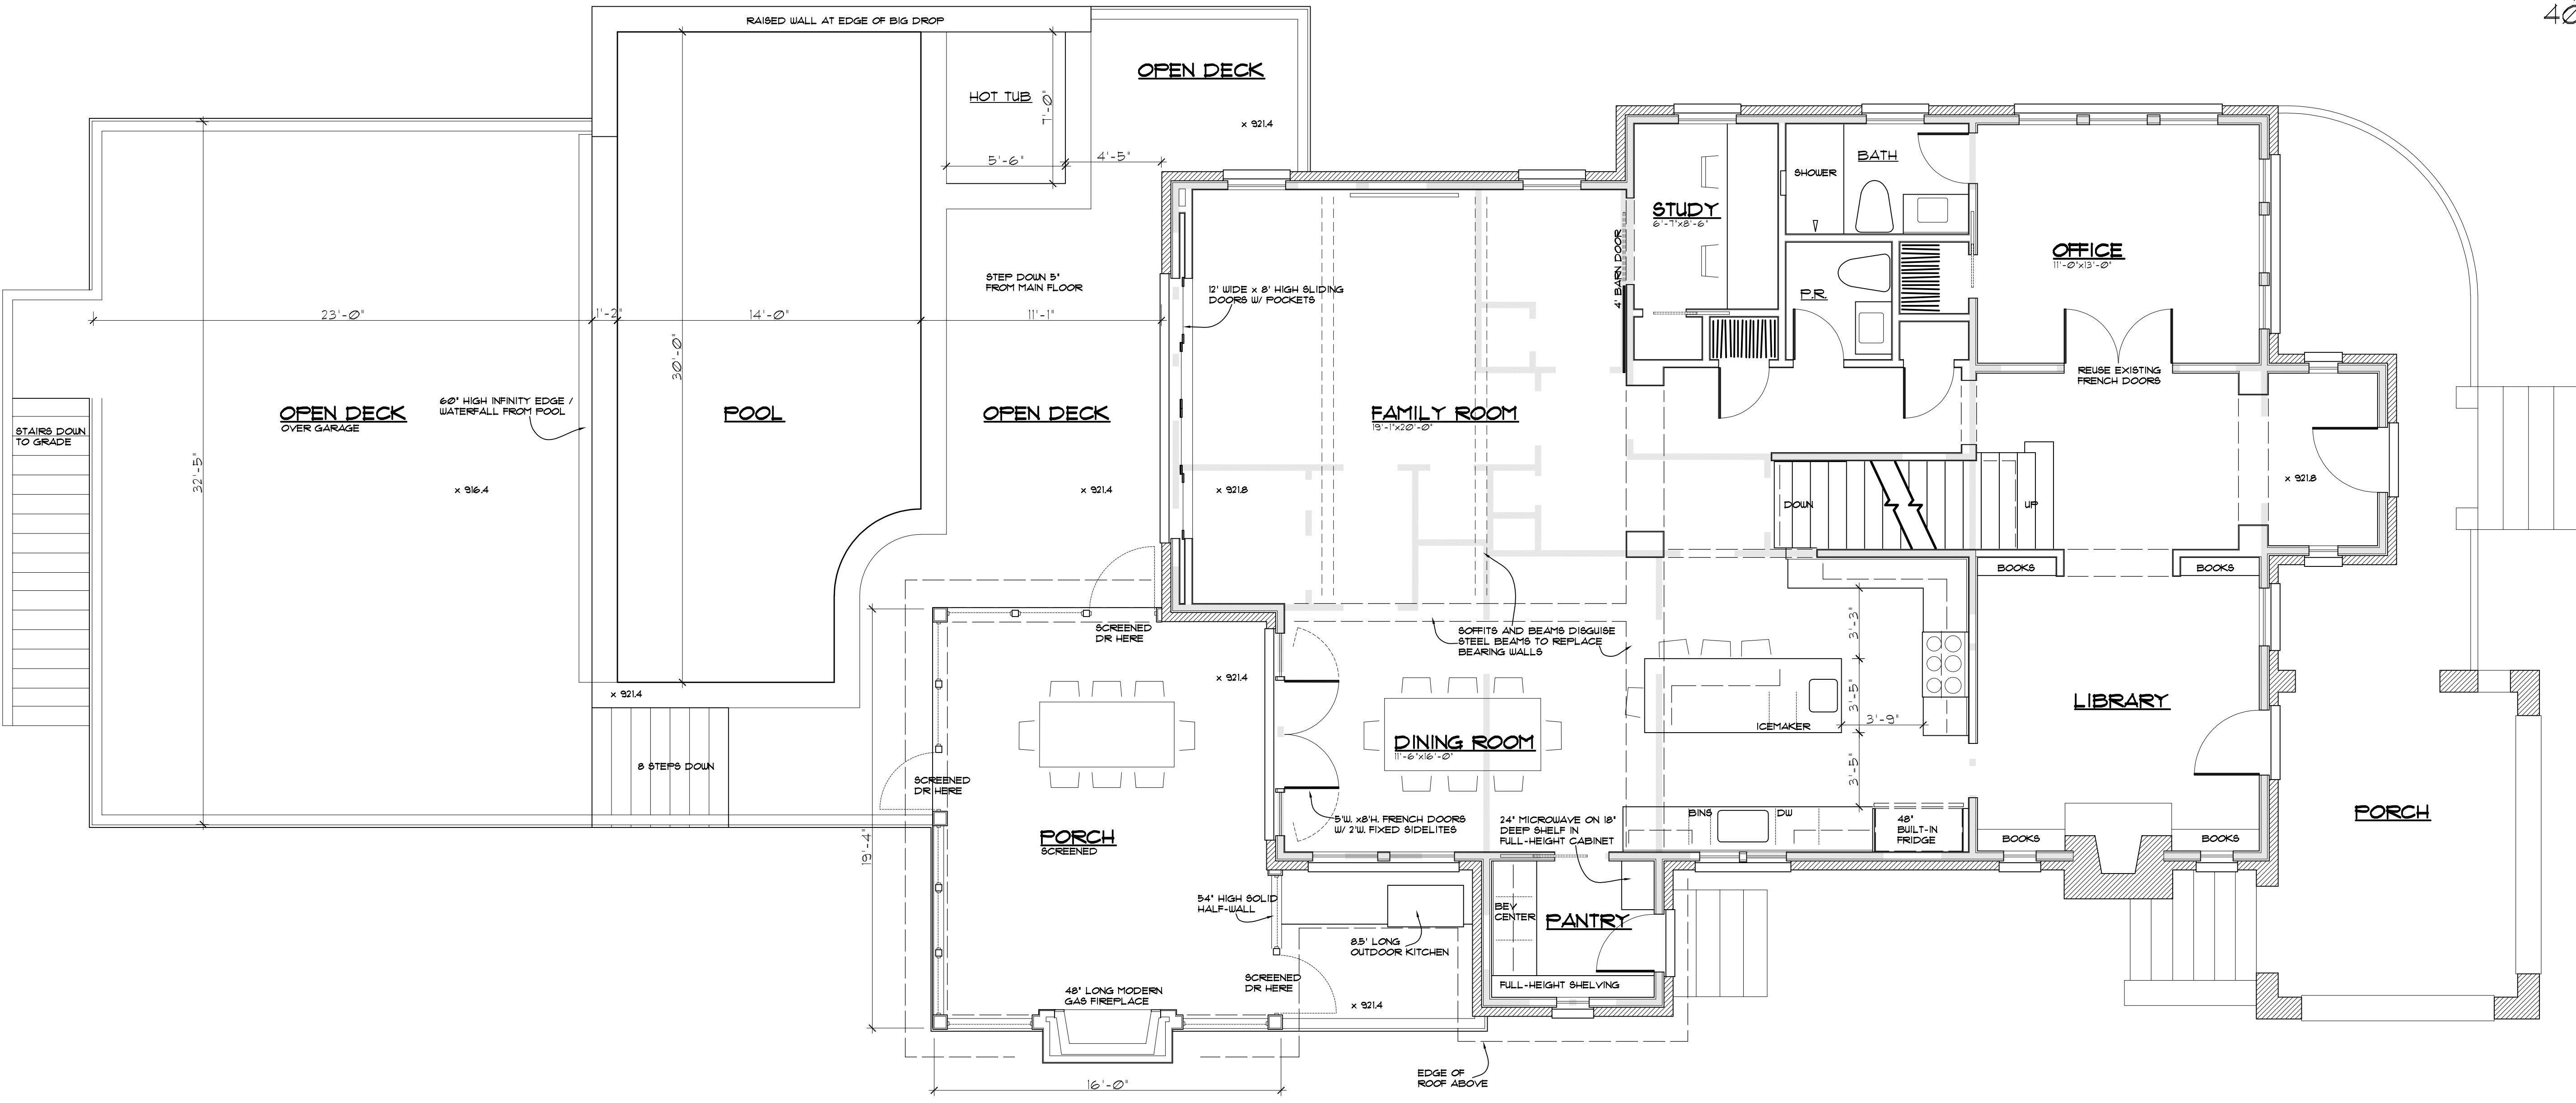 40
RAISED WALL AT EDGE OF BIG DROP
OPEN DECK
HOT TUB
7'-0"
x 921.4
5'-6"
4'-5"
BATH
SHOWER
STUDY
6'-7"x8'-6"
OFFICE
11'-0"x13'-0"
4' BARN DOOR
STEP DOWN 5"
FROM MAIN FLOOR
12' WIDE x 8' HIGH SLIDING
DOORS W/ POCKETS
P.R.
23'-0"
1'-2"
14'-0"
11'-1"
30'-0"
REUSE EXISTING
FRENCH DOORS
60" HIGH INFINITY EDGE /
WATERFALL FROM POOL
OPEN DECK
OVER GARAGE
POOL
OPEN DECK
FAMILY ROOM
19'-1"x20'-0"
STAIRS DOWN
TO GRADE
32'-5"
x 916.4
x 921.4
x 921.8
x 921.8
DOWN
UP
BOOKS
BOOKS
SCREENED
DR HERE
SOFFITS AND BEAMS DISGUISE
STEEL BEAMS TO REPLACE
BEARING WALLS
3'-3"
x 921.4
x 921.4
3'-5"
LIBRARY
ICEMAKER
3'-9"
DINING ROOM
11'-6"x16'-0"
8 STEPS DOWN
SCREENED
DR HERE
3'-5"
PORCH
SCREENED
19'-4"
5'W. x8'H. FRENCH DOORS
W/ 2'W. FIXED SIDELITES
24" MICROWAVE ON 18"
DEEP SHELF IN
FULL-HEIGHT CABINET
BINS
DW
48"
BUILT-IN
FRIDGE
BOOKS
BOOKS
PORCH
54" HIGH SOLID
HALF-WALL
BEV
CENTER
PANTRY
8.5' LONG
OUTDOOR KITCHEN
SCREENED
DR HERE
FULL-HEIGHT SHELVING
48" LONG MODERN
GAS FIREPLACE
x 921.4
EDGE OF
ROOF ABOVE
16'-0"